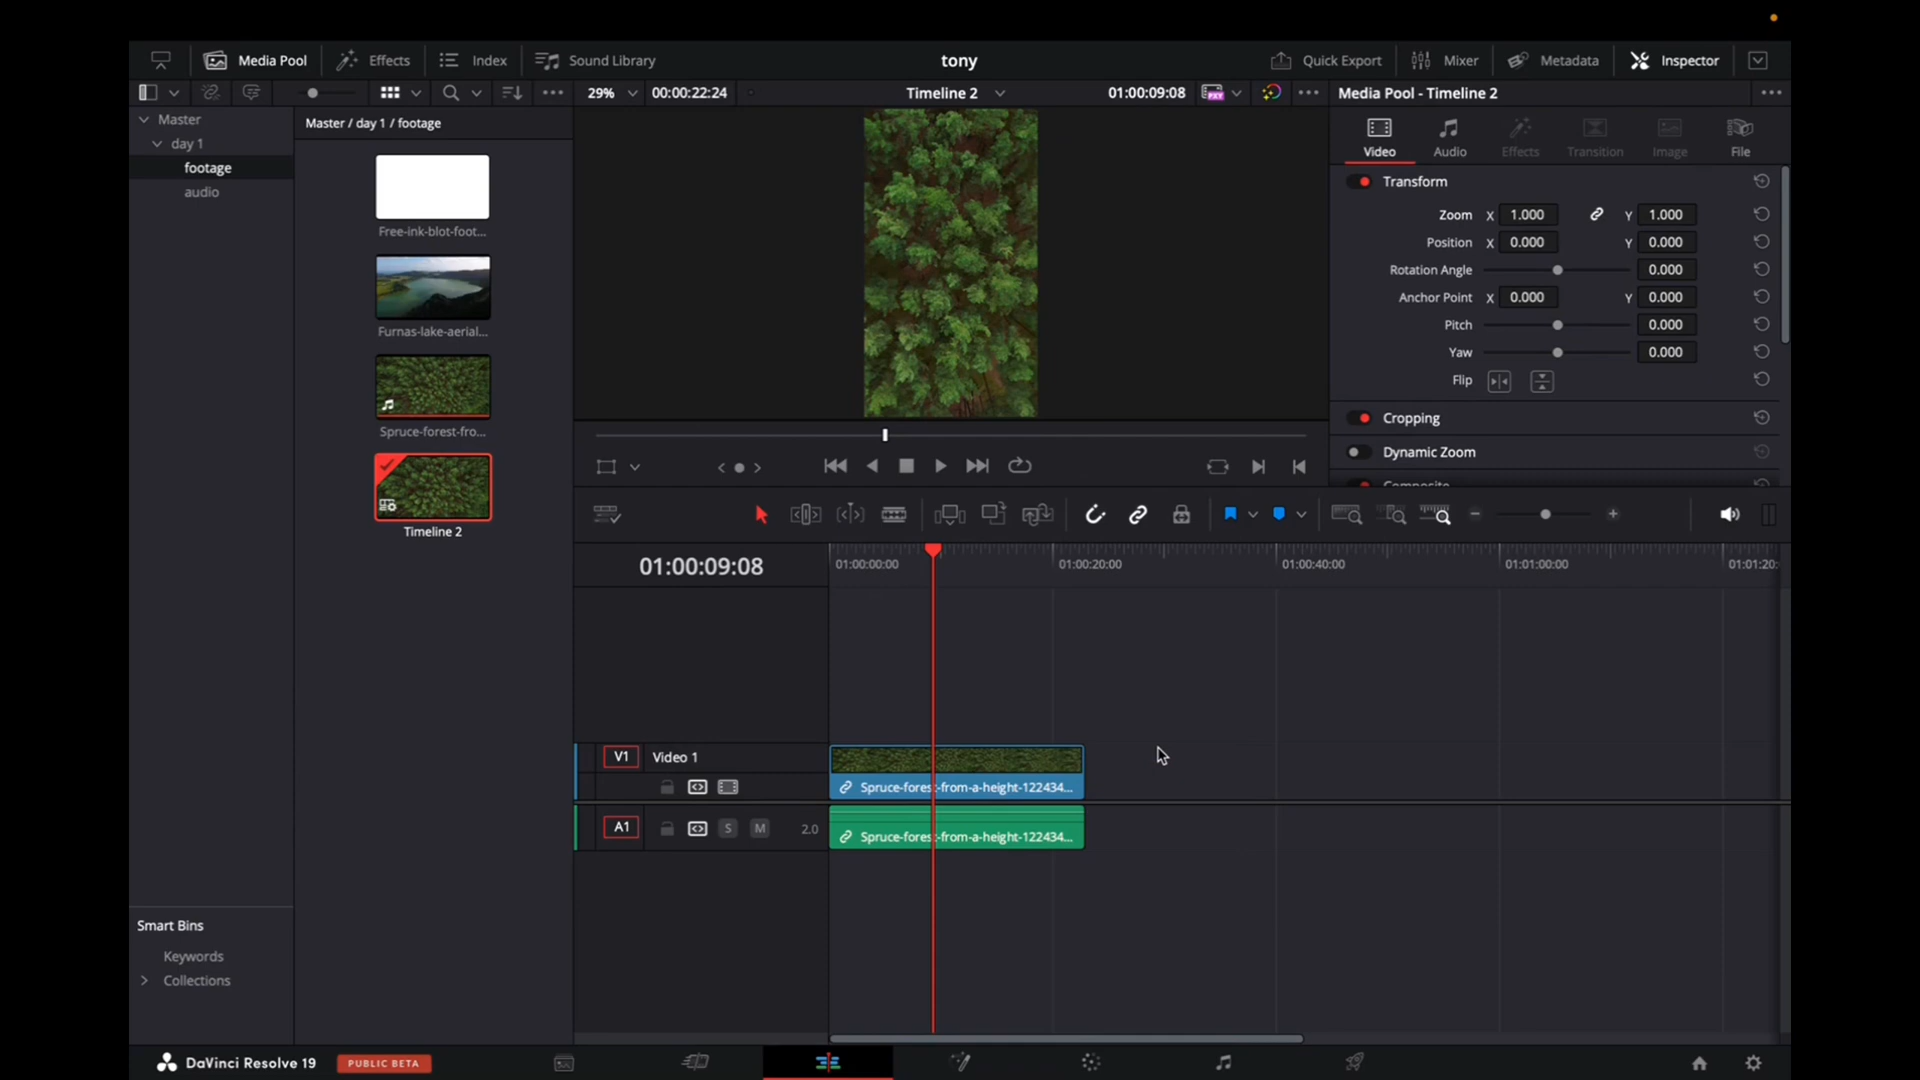 Media Pool
Effects
Index
Sound Library
tony
Quick Export
Mixer
Metadata
Inspector
29%
00:00:22:24
Timeline 2
01:00:09:08
PXY
Media Pool - Timeline 2
Master
day 1
footage
audio
Master / day 1 / footage
Free-ink-blot-foot...
Furnas-lake-aerial...
Spruce-forest-fro...
Timeline 2
Video
Audio
Effects
Transition
Image
File
Transform
Zoom X 1.000 Y 1.000
Position X 0.000 Y 0.000
Rotation Angle 0.000
Anchor Point X 0.000 Y 0.000
Pitch 0.000
Yaw 0.000
Flip
Cropping
Dynamic Zoom
Composite
01:00:09:08
01:00:00:00
01:00:20:00
01:00:40:00
01:01:00:00
01:01:20:
V1 Video 1
Spruce-forest-from-a-height-122434...
A1 S M 2.0
Spruce-forest-from-a-height-122434...
Smart Bins
Keywords
Collections
DaVinci Resolve 19
PUBLIC BETA